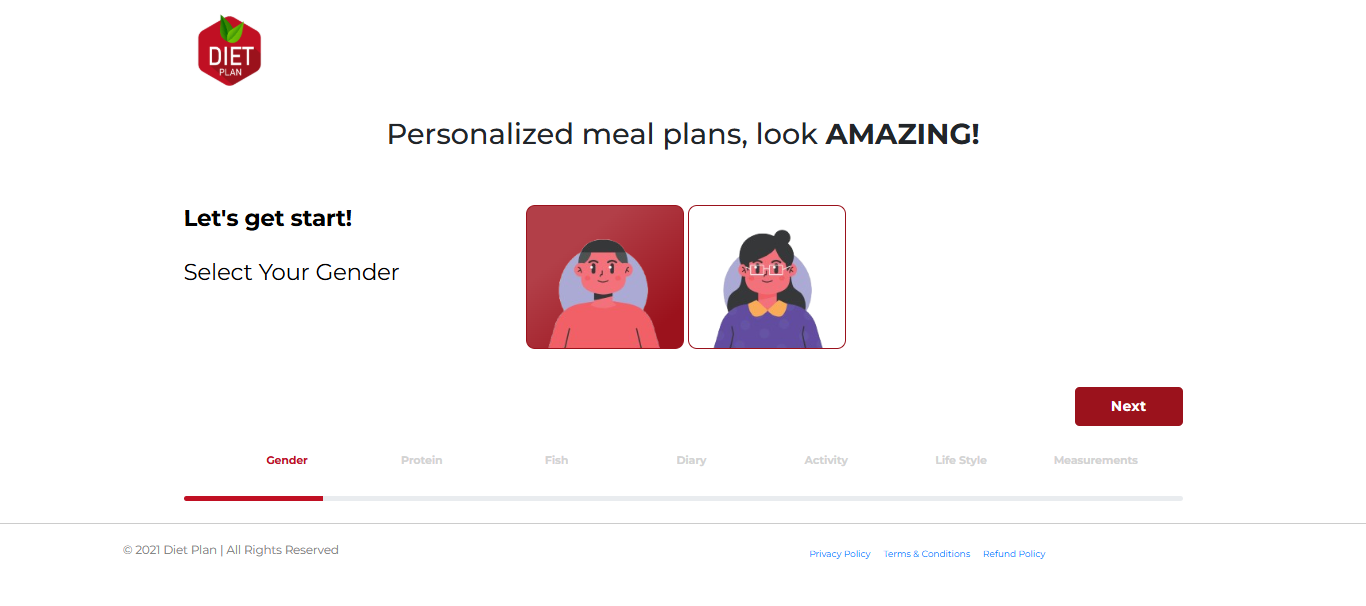 DIET
PLAN
Personalized meal plans, look AMAZING!
Let's get start!
Select Your Gender
Next
Gender Protein Fish Diary Activity Life Style Measurements
© 2021 Diet Plan | All Rights Reserved
Privacy Policy Terms & Conditions Refund Policy